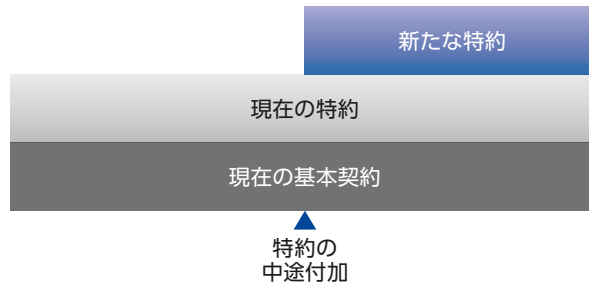 新たな特約
現在の特約
現在の基本契約
特約の
中途付加